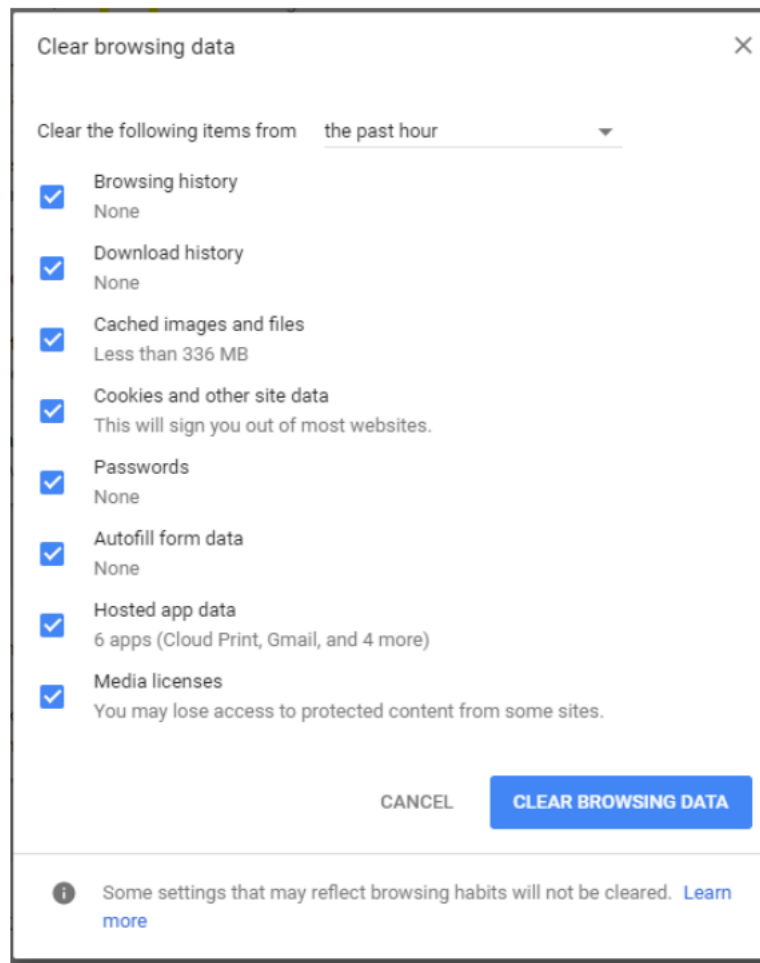 Clear browsing data
Clear the following items from the past hour
Browsing history
None
Download history
None
Cached images and files
Less than 336 MB
Cookies and other site data
This will sign you out of most websites.
Passwords
None
Autofill form data
None
Hosted app data
6 apps (Cloud Print, Gmail, and 4 more)
Media licenses
You may lose access to protected content from some sites.
CANCEL CLEAR BROWSING DATA
Some settings that may reflect browsing habits will not be cleared. Learn
more